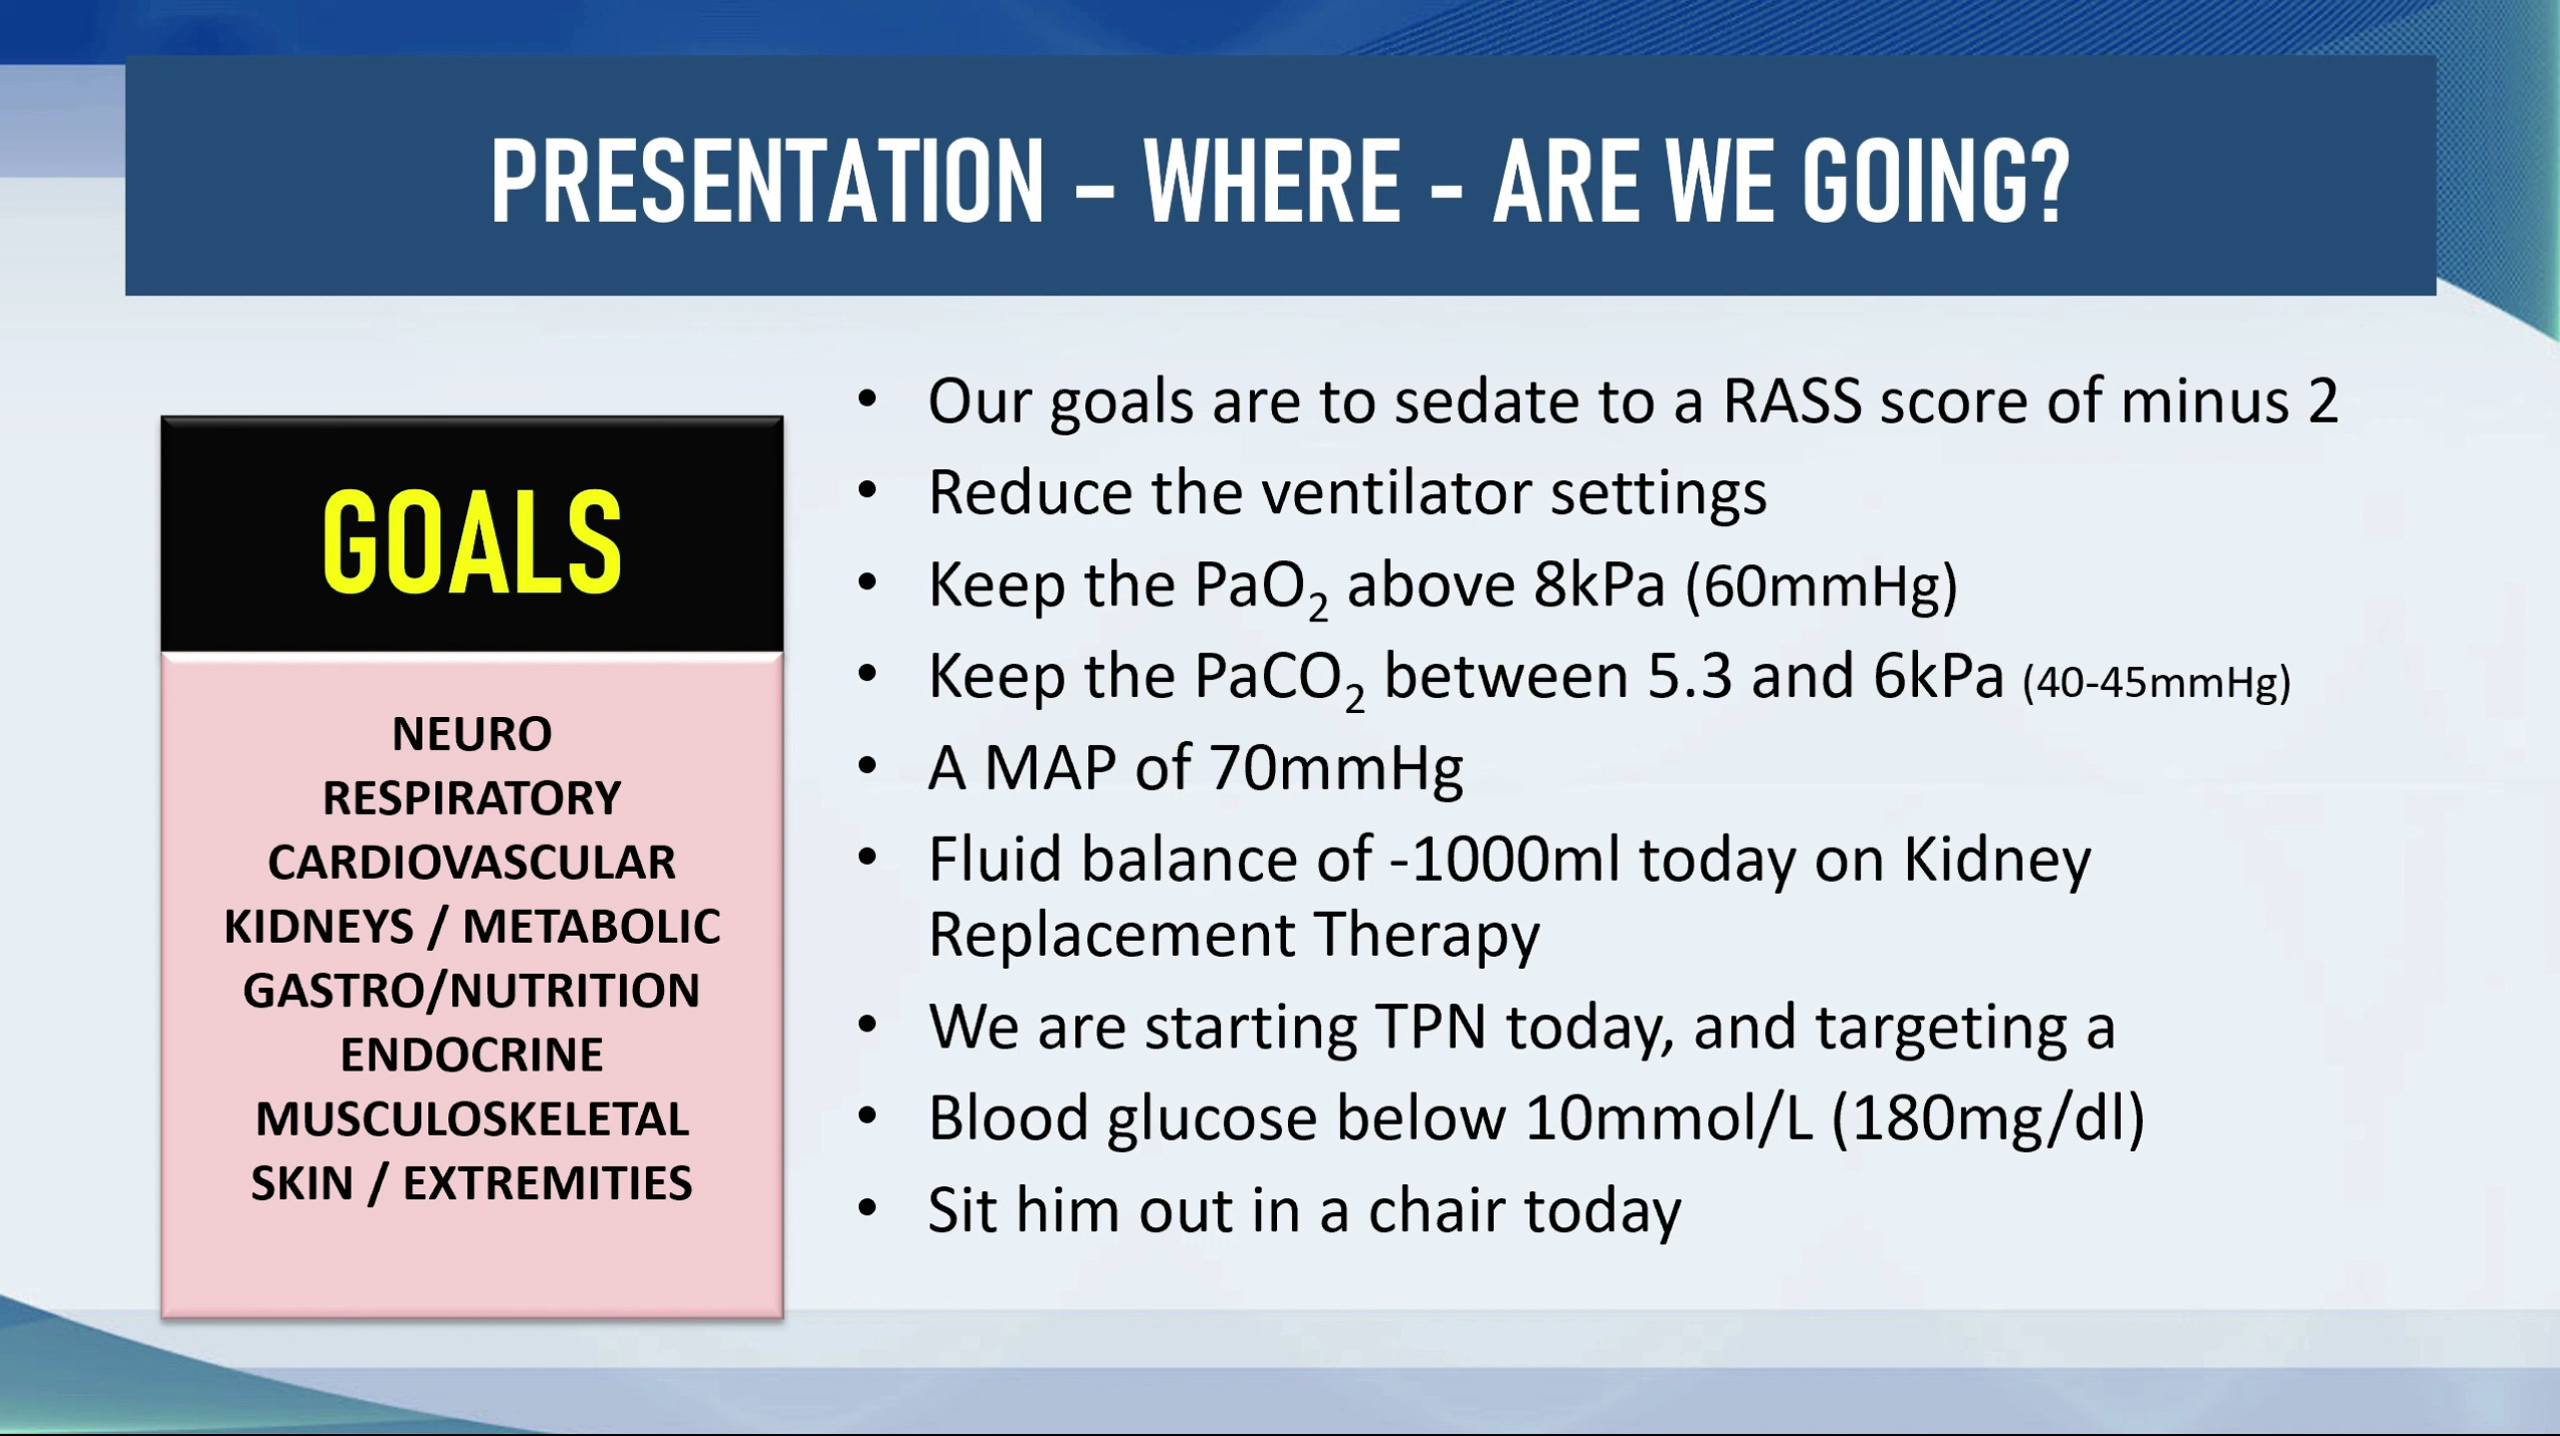 PRESENTATION – WHERE - ARE WE GOING?
GOALS
NEURO
RESPIRATORY
CARDIOVASCULAR
KIDNEYS / METABOLIC
GASTRO/NUTRITION
ENDOCRINE
MUSCULOSKELETAL
SKIN / EXTREMITIES
• Our goals are to sedate to a RASS score of minus 2
• Reduce the ventilator settings
• Keep the PaO₂ above 8kPa (60mmHg)
• Keep the PaCO₂ between 5.3 and 6kPa (40-45mmHg)
• A MAP of 70mmHg
• Fluid balance of -1000ml today on Kidney
Replacement Therapy
• We are starting TPN today, and targeting a
• Blood glucose below 10mmol/L (180mg/dl)
• Sit him out in a chair today